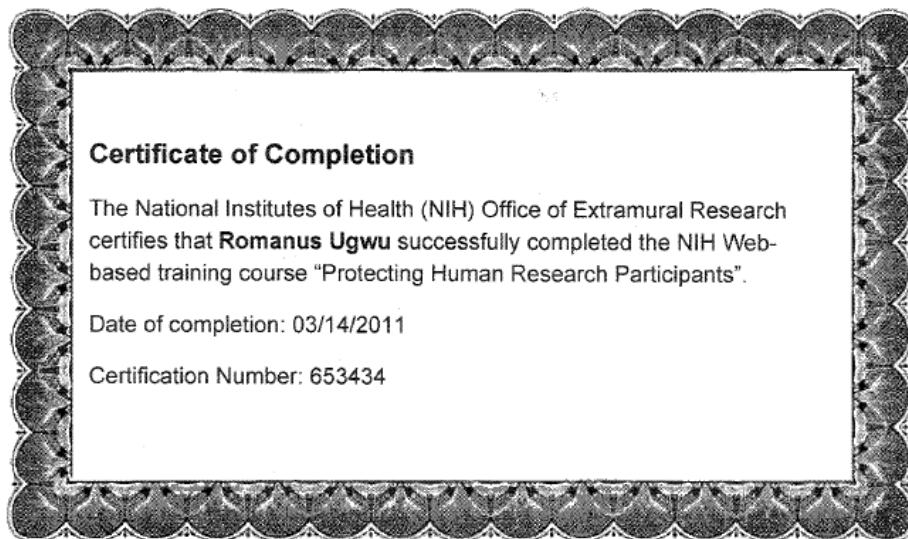 Certificate of Completion
The National Institutes of Health (NIH) Office of Extramural Research
certifies that Romanus Ugwu successfully completed the NIH Web-
based training course “Protecting Human Research Participants”.
Date of completion: 03/14/2011
Certification Number: 653434